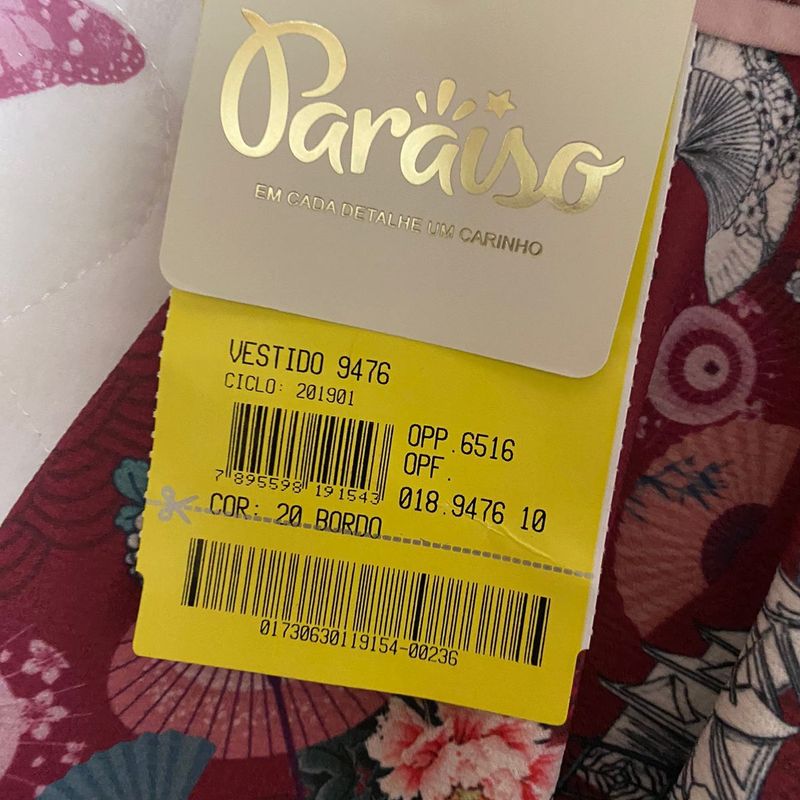 Paraiso
EM CADA DETALHE UM CARINHO
VESTIDO 9476
CICLO: 201901
OPP.6516
OPF.
7 895598 191543
018.9476 10
COR: 20 BORDO
01730630119154-00236